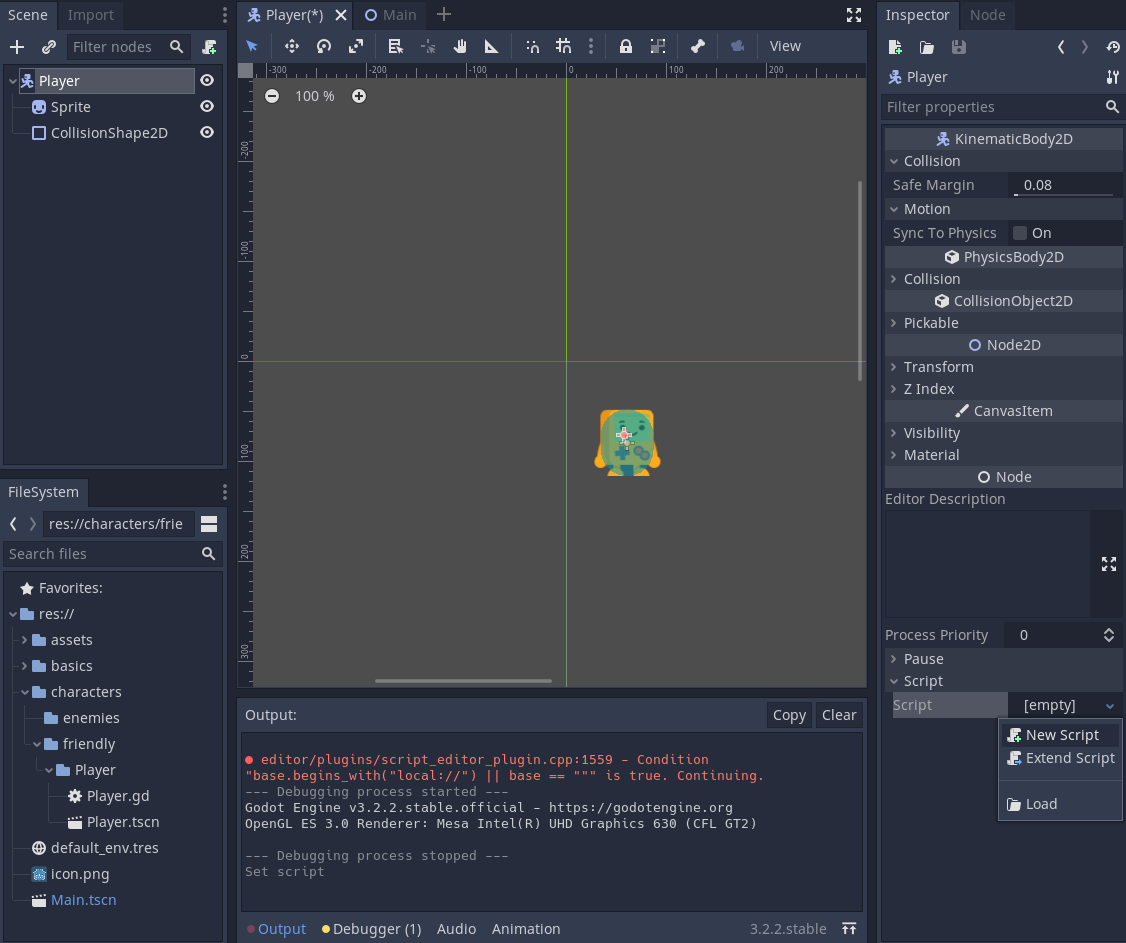 Scene Import
Filter nodes
Player
Sprite
CollisionShape2D
FileSystem
res://characters/frie
Search files
Favorites:
res://
assets
basics
characters
enemies
friendly
Player
Player.gd
Player.tscn
default_env.tres
icon.png
Main.tscn
Player(*) Main
View
-300 -200 -100 0 100 200
100 %
-200
-100
0
100
200
300
Output: Copy Clear
editor/plugins/script_editor_plugin.cpp:1559 - Condition
"base.begins_with("local://") || base == """ is true. Continuing.
--- Debugging process started ---
Godot Engine v3.2.2.stable.official - https://godotengine.org
OpenGL ES 3.0 Renderer: Mesa Intel(R) UHD Graphics 630 (CFL GT2)
--- Debugging process stopped ---
Set script
Output Debugger (1) Audio Animation 3.2.2.stable
Inspector Node
Player
Filter properties
KinematicBody2D
Collision
Safe Margin 0.08
Motion
Sync To Physics On
PhysicsBody2D
Collision
CollisionObject2D
Pickable
Node2D
Transform
Z Index
CanvasItem
Visibility
Material
Node
Editor Description
Process Priority 0
Pause
Script
Script [empty]
New Script
Extend Script
Load